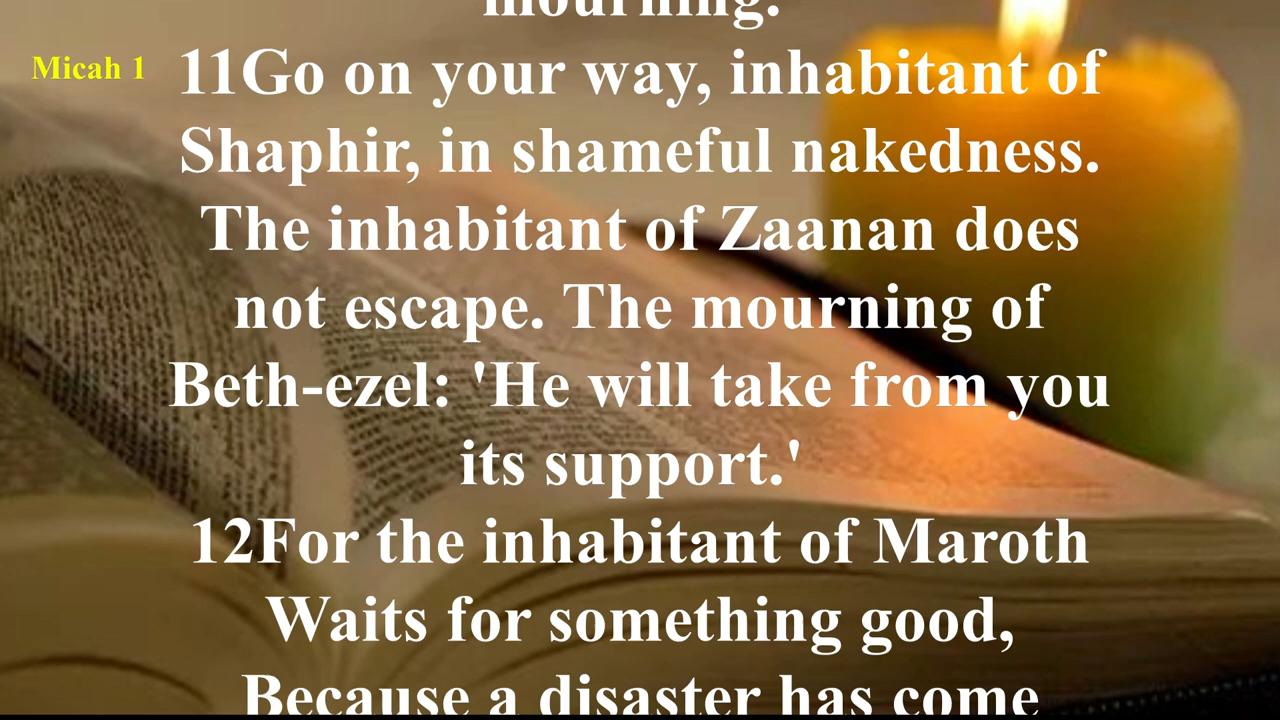 mourning.
Micah 1
11Go on your way, inhabitant of
Shaphir, in shameful nakedness.
The inhabitant of Zaanan does
not escape. The mourning of
Beth-ezel: 'He will take from you
its support.'
12For the inhabitant of Maroth
Waits for something good,
Because a disaster has come